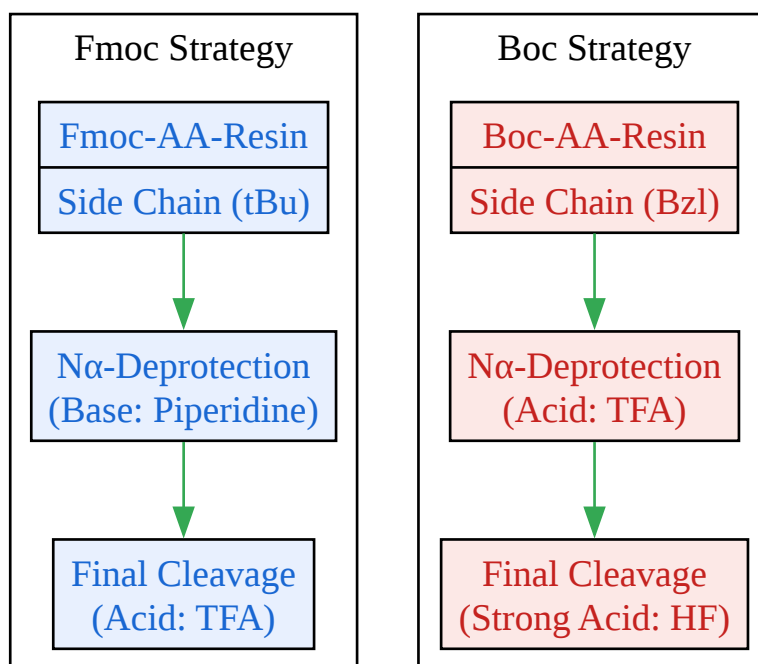 Fmoc Strategy
Fmoc-AA-Resin
Side Chain (tBu)
Nα-Deprotection
(Base: Piperidine)
Final Cleavage
(Acid: TFA)
Boc Strategy
Boc-AA-Resin
Side Chain (Bzl)
Nα-Deprotection
(Acid: TFA)
Final Cleavage
(Strong Acid: HF)